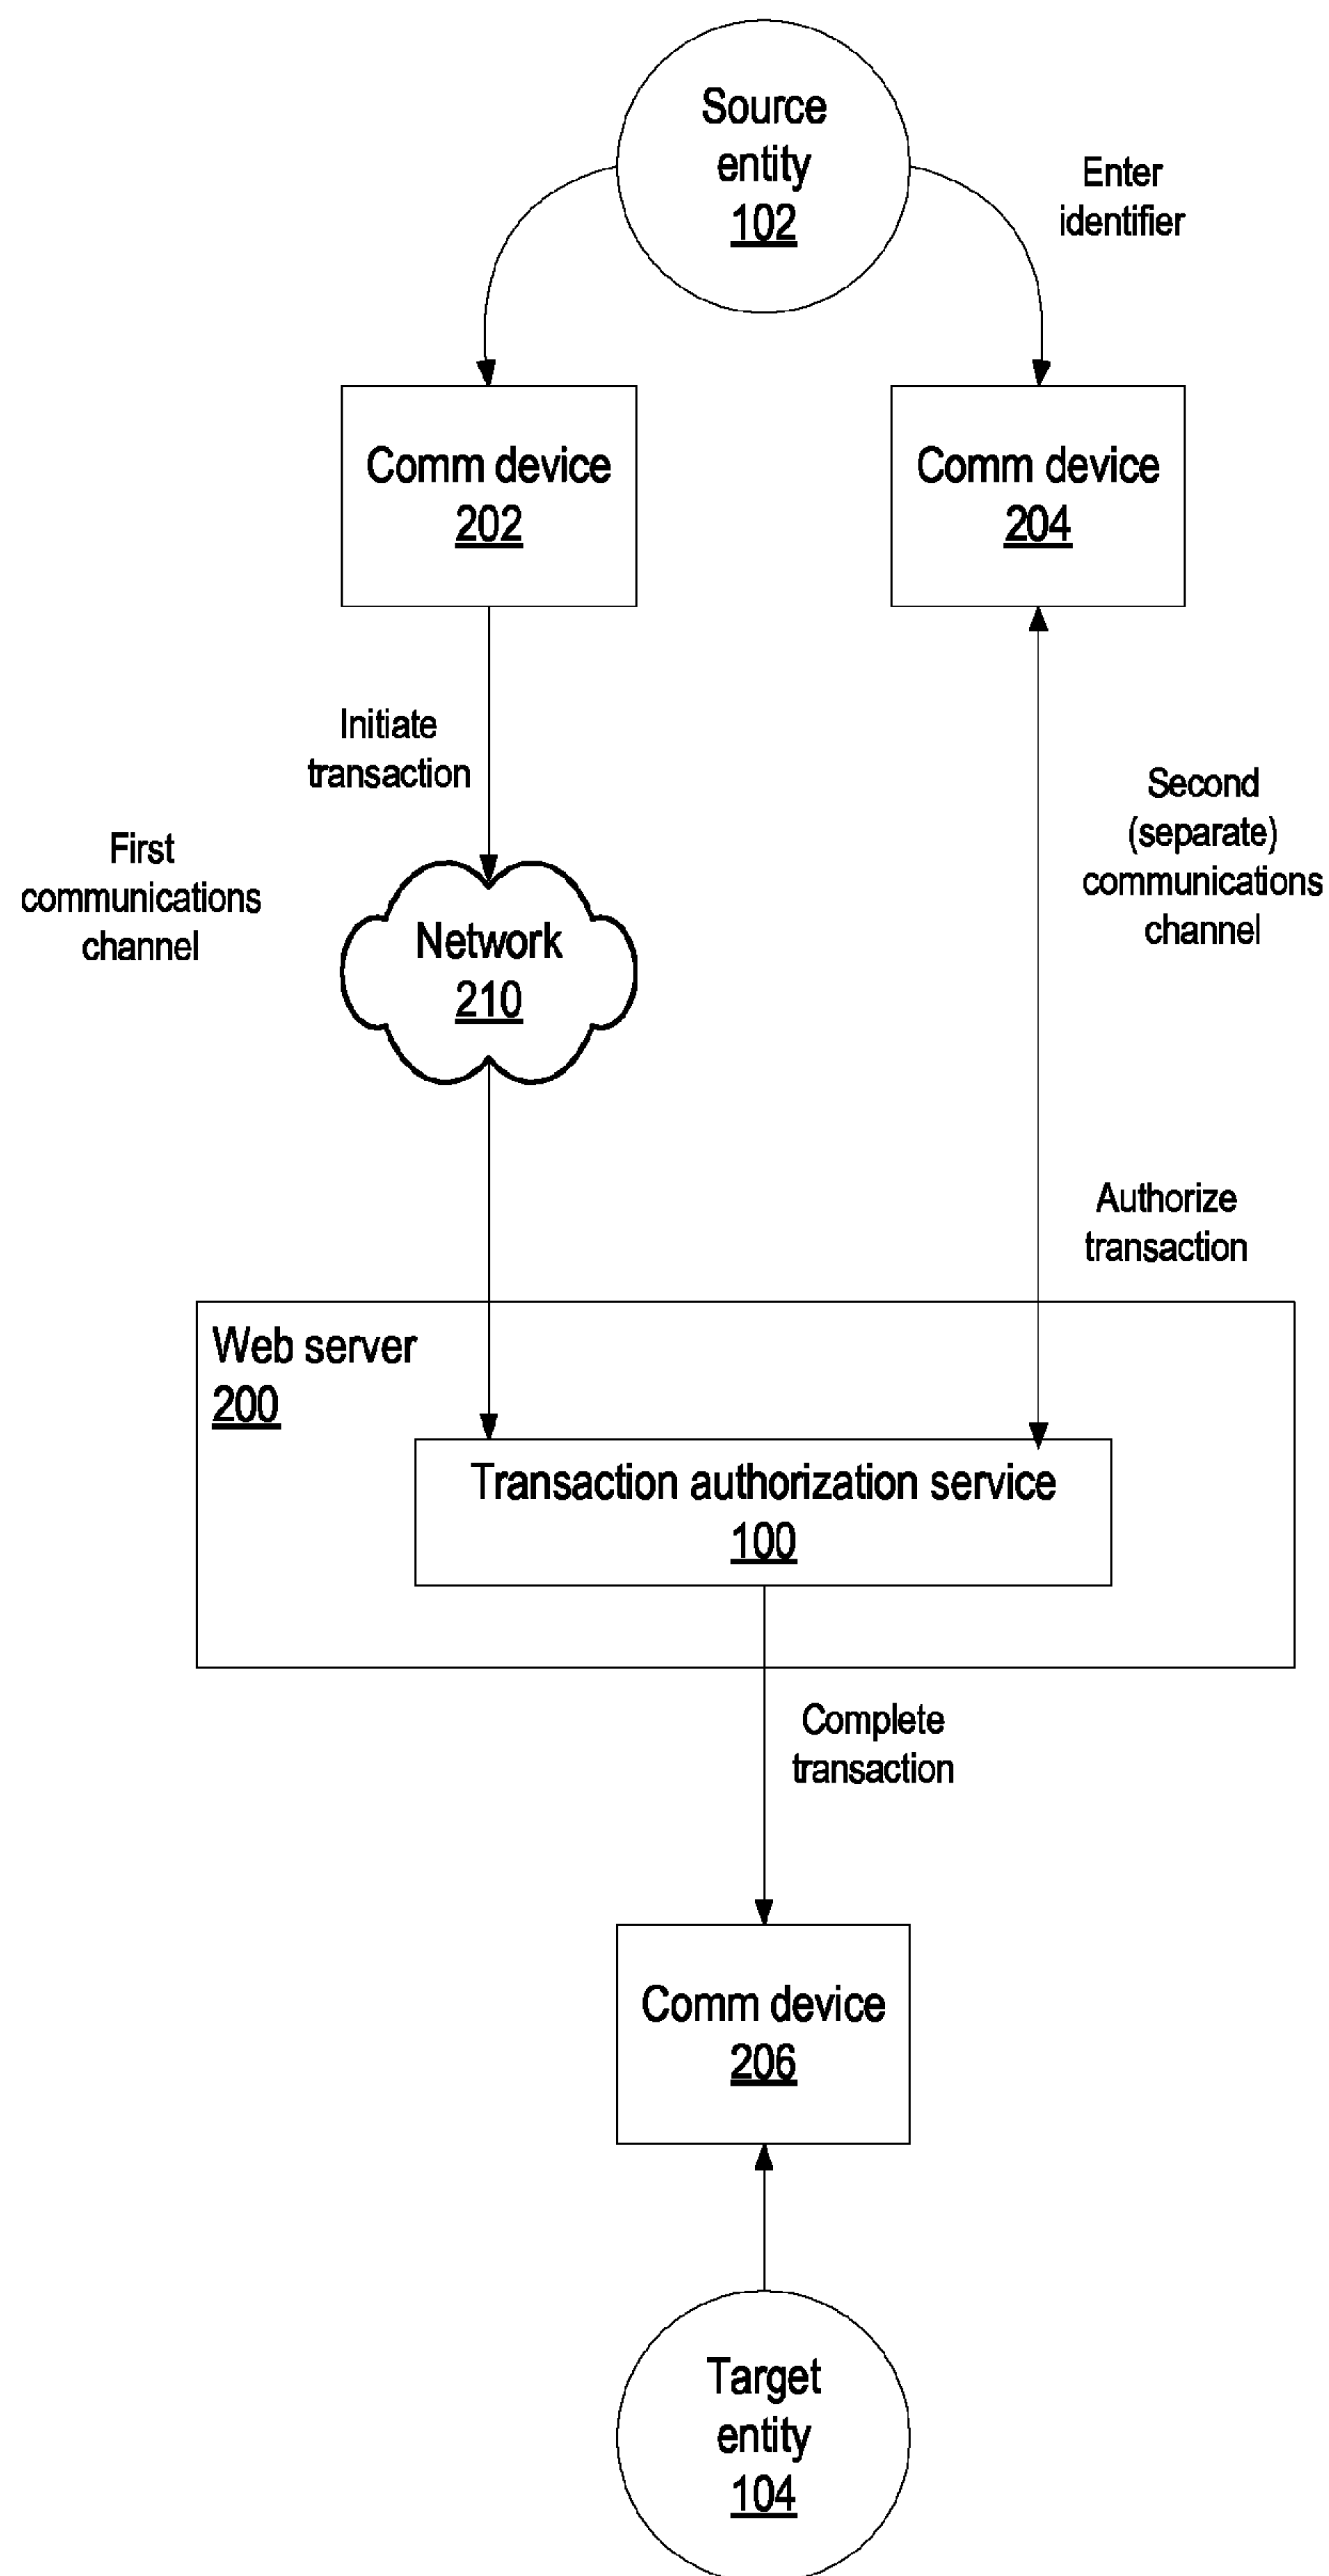 Source
entity
102
Enter
identifier
Comm device
202
Comm device
204
Initiate
transaction
First
communications
channel
Second
(separate)
communications
channel
Network
210
Authorize
transaction
Web server
200
Transaction authorization service
100
Complete
transaction
Comm device
206
Target
entity
104